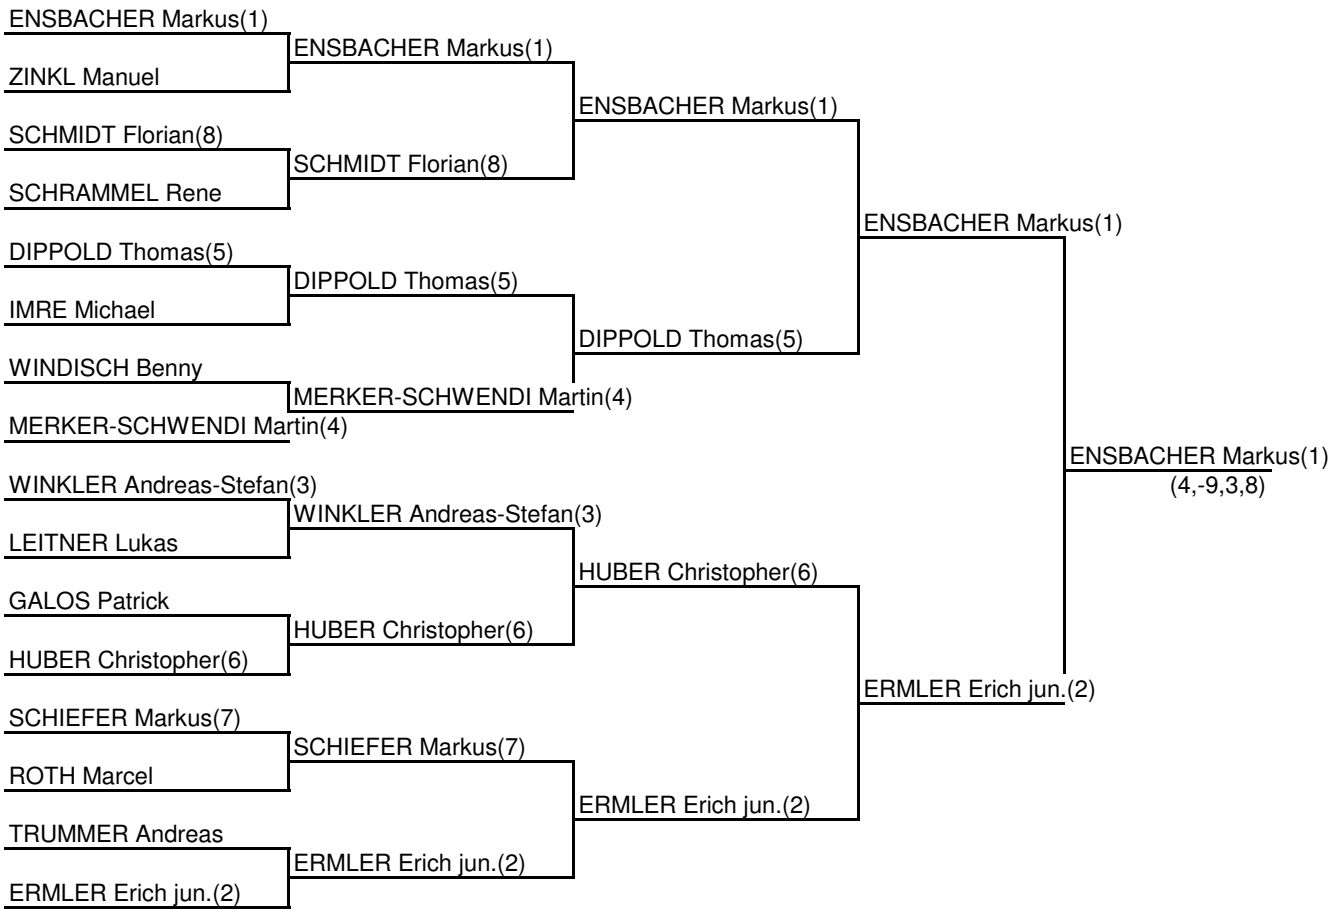 ENSBACHER Markus(1)
ZINKL Manuel
SCHMIDT Florian(8)
SCHRAMMEL Rene
DIPPOLD Thomas(5)
IMRE Michael
WINDISCH Benny
MERKER-SCHWENDI Martin(4)
WINKLER Andreas-Stefan(3)
LEITNER Lukas
GALOS Patrick
HUBER Christopher(6)
SCHIEFER Markus(7)
ROTH Marcel
TRUMMER Andreas
ERMLER Erich jun.(2)
ENSBACHER Markus(1)
SCHMIDT Florian(8)
DIPPOLD Thomas(5)
MERKER-SCHWENDI Martin(4)
WINKLER Andreas-Stefan(3)
HUBER Christopher(6)
SCHIEFER Markus(7)
ERMLER Erich jun.(2)
ENSBACHER Markus(1)
DIPPOLD Thomas(5)
HUBER Christopher(6)
ERMLER Erich jun.(2)
ENSBACHER Markus(1)
ERMLER Erich jun.(2)
ENSBACHER Markus(1)
(4,-9,3,8)